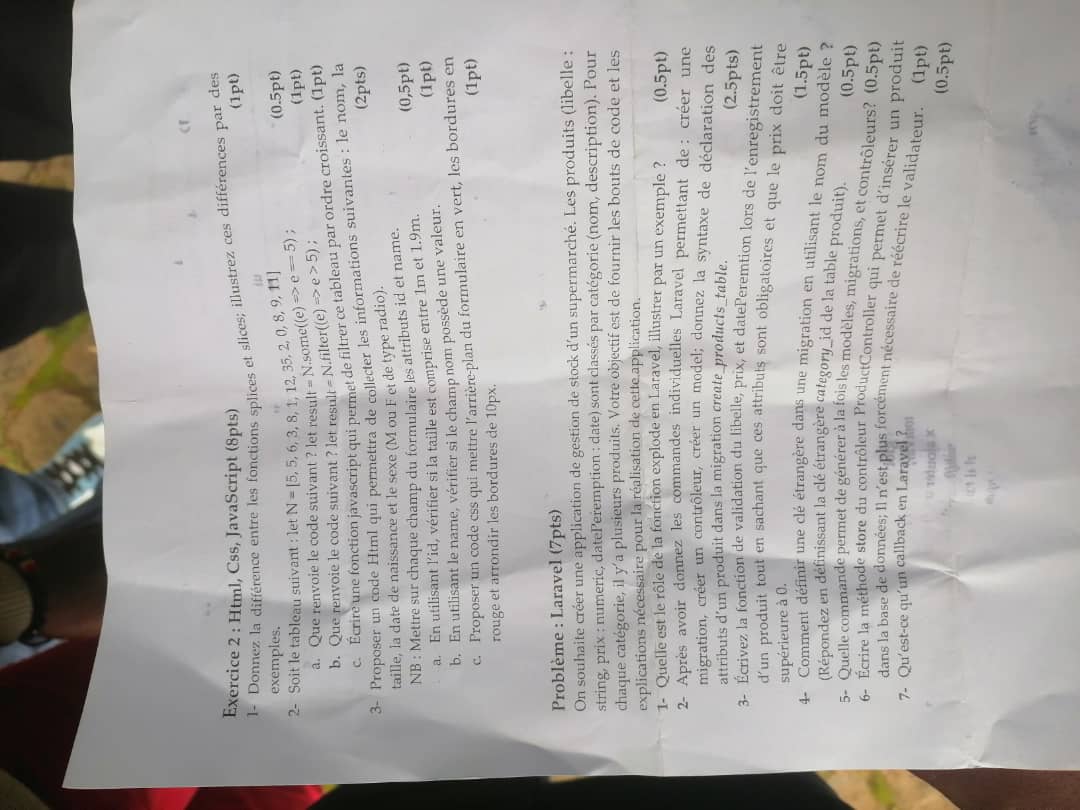 Exercice 2 : Html, Css, JavaScript (8pts)
1- Donnez la différence entre les fonctions splices et slices; illustrez ces différences par des
exemples. (1pt)
2- Soit le tableau suivant : let N = [5, 5, 6, 3, 8, 1, 12, 35, 2, 0, 8, 9, 11]
a. Que renvoie le code suivant ? let result = N.some((e) => e == 5) ; (0.5pt)
b. Que renvoie le code suivant ? let result = N.filter((e) => e > 5) ; (1pt)
c. Écrire une fonction javascript qui permet de filtrer ce tableau par ordre croissant. (1pt)
3- Proposer un code Html qui permettra de collecter les informations suivantes : le nom, la
taille, la date de naissance et le sexe (M ou F et de type radio). (2pts)
NB : Mettre sur chaque champ du formulaire les attributs id et name.
a. En utilisant l'id, vérifier si la taille est comprise entre 1m et 1.9m. (0,5pt)
b. En utilisant le name, vérifier si le champ nom possède une valeur. (1pt)
c. Proposer un code css qui mettre l'arrière-plan du formulaire en vert, les bordures en
rouge et arrondir les bordures de 10px. (1pt)
Problème : Laravel (7pts)
On souhaite créer une application de gestion de stock d'un supermarché. Les produits (libelle :
string, prix : numeric, datePeremption : date) sont classés par catégorie (nom, description). Pour
chaque catégorie, il y'a plusieurs produits. Votre objectif est de fournir les bouts de code et les
explications nécessaire pour la réalisation de cette application.
1- Quelle est le rôle de la fonction explode en Laravel, illustrer par un exemple ? (0.5pt)
2- Après avoir donnez les commandes individuelles Laravel permettant de : créer une
migration, créer un contrôleur, créer un model; donnez la syntaxe de déclaration des
attributs d'un produit dans la migration create_products_table. (2.5pts)
3- Écrivez la fonction de validation du libelle, prix, et datePeremtion lors de l'enregistrement
d'un produit tout en sachant que ces attributs sont obligatoires et que le prix doit être
supérieure à 0. (1.5pt)
4- Comment définir une clé étrangère dans une migration en utilisant le nom du modèle ?
(Répondez en définissant la clé étrangère category_id de la table produit). (0.5pt)
5- Quelle commande permet de générer à la fois les modèles, migrations, et contrôleurs? (0.5pt)
6- Écrire la méthode store du contrôleur ProductController qui permet d'insérer un produit
dans la base de données; Il n'est plus forcément nécessaire de réécrire le validateur. (1pt)
7- Qu'est-ce qu'un callback en Laravel ? (0.5pt)